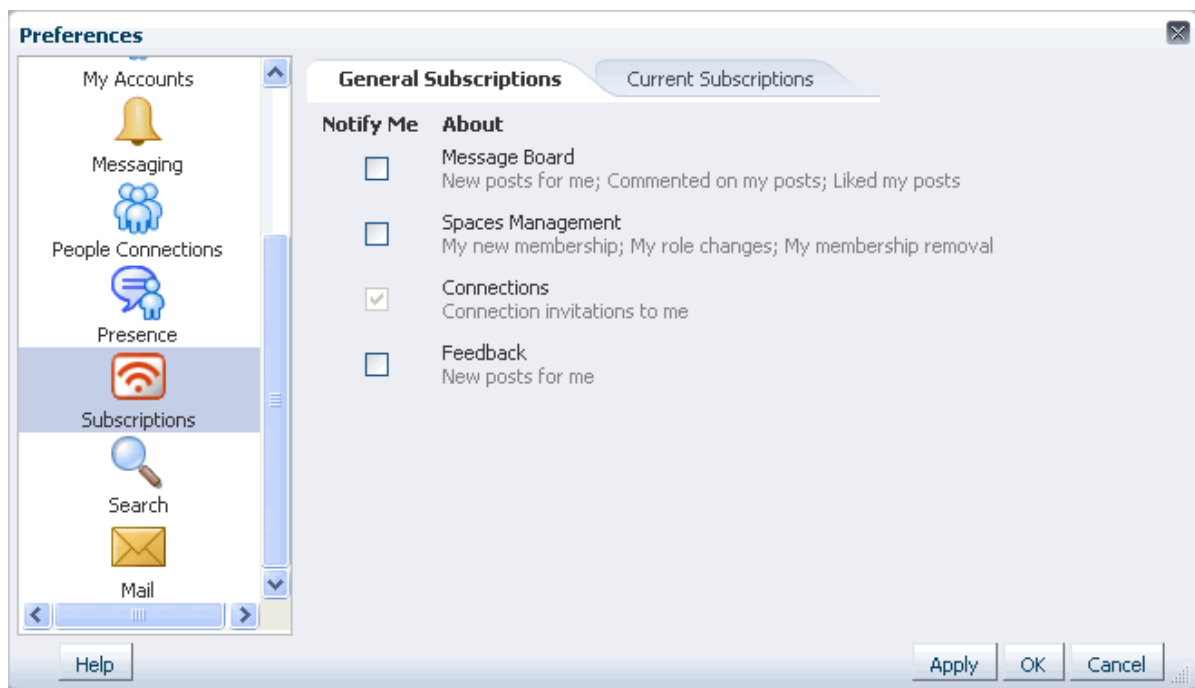 Preferences
My Accounts
Messaging
People Connections
Presence
Subscriptions
Search
Mail
General Subscriptions
Current Subscriptions
Notify Me About
Message Board
New posts for me; Commented on my posts; Liked my posts
Spaces Management
My new membership; My role changes; My membership removal
Connections
Connection invitations to me
Feedback
New posts for me
Help
Apply
OK
Cancel